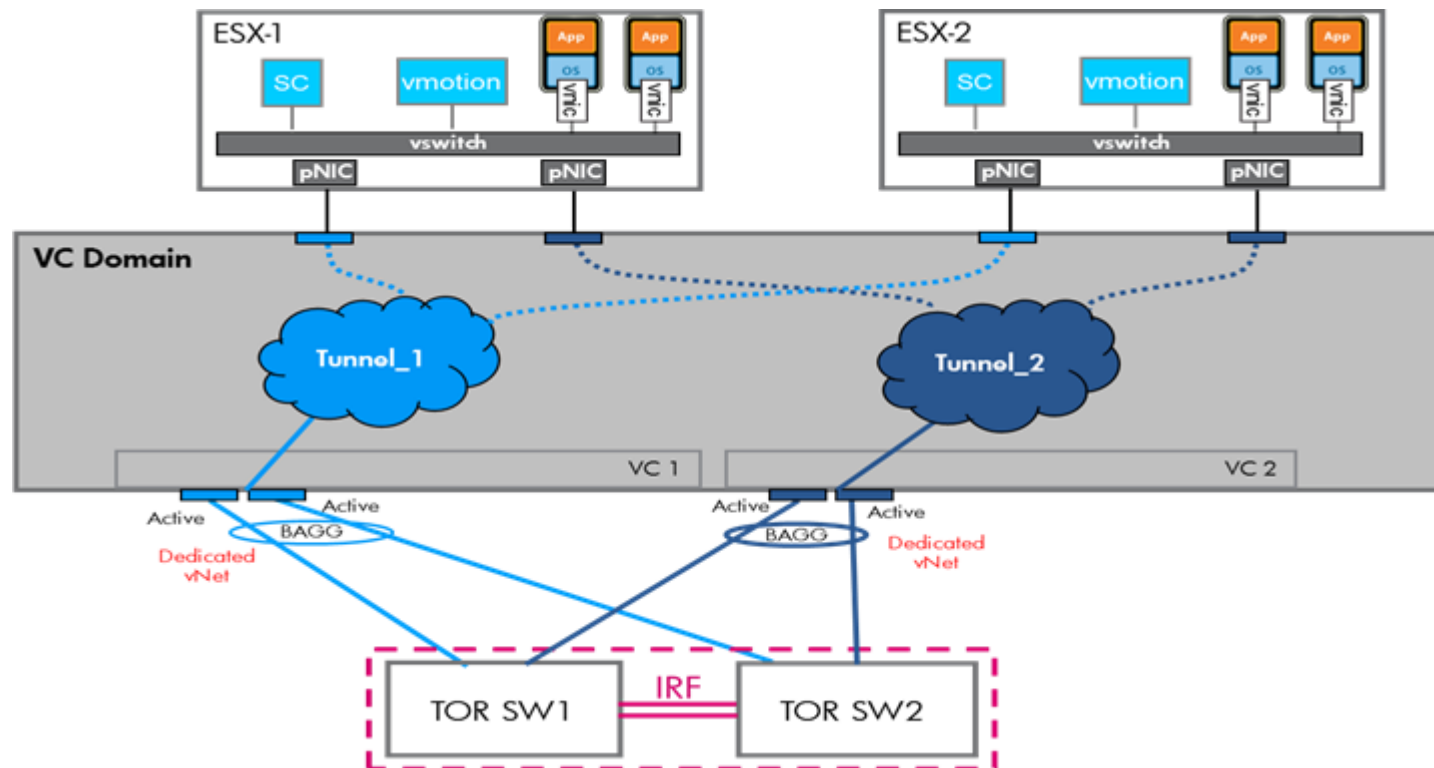 ESX-1
App
App
SC
vmotion
os
os
vnic
vnic
vswitch
pNIC
pNIC
ESX-2
App
App
SC
vmotion
os
os
vnic
vnic
vswitch
pNIC
pNIC
VC Domain
Tunnel_1
Tunnel_2
VC 1
VC 2
Active
Active
BAGG
Dedicated
vNet
Active
Active
BAGG
Dedicated
vNet
TOR SW1
IRF
TOR SW2